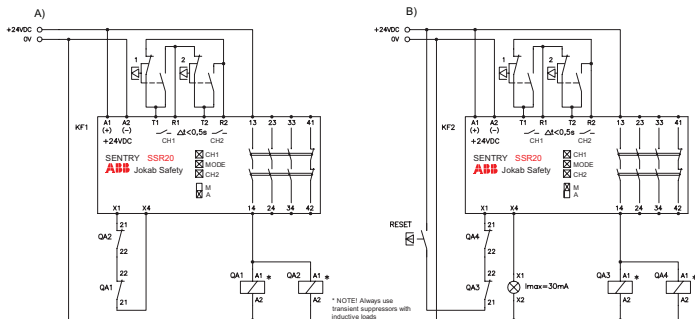 A)
+24VDC
0V
1
2
A1 A2 T1 R1 T2 R2 13 23 33 41
(+) (−)
KF1
+24VDC
CH1 Δt<0,5s CH2
SENTRY SSR20
ABB Jokab Safety
CH1
MODE
CH2
M
A
X1 X4 14 24 34 42
21
QA2
22
22
QA1
21
QA1 A1 * QA2 A1 *
A2 A2
* NOTE! Always use
transient suppressors with
inductive loads
B)
+24VDC
0V
1
2
A1 A2 T1 R1 T2 R2 13 23 33 41
(+) (−)
KF2
+24VDC
CH1 Δt<0,5s CH2
SENTRY SSR20
ABB Jokab Safety
CH1
MODE
CH2
M
A
X1 X4 14 24 34 42
RESET
21
QA4
22
22
QA3
21
X1
Imax=30mA
X2
QA3 A1 * QA4 A1 *
A2 A2